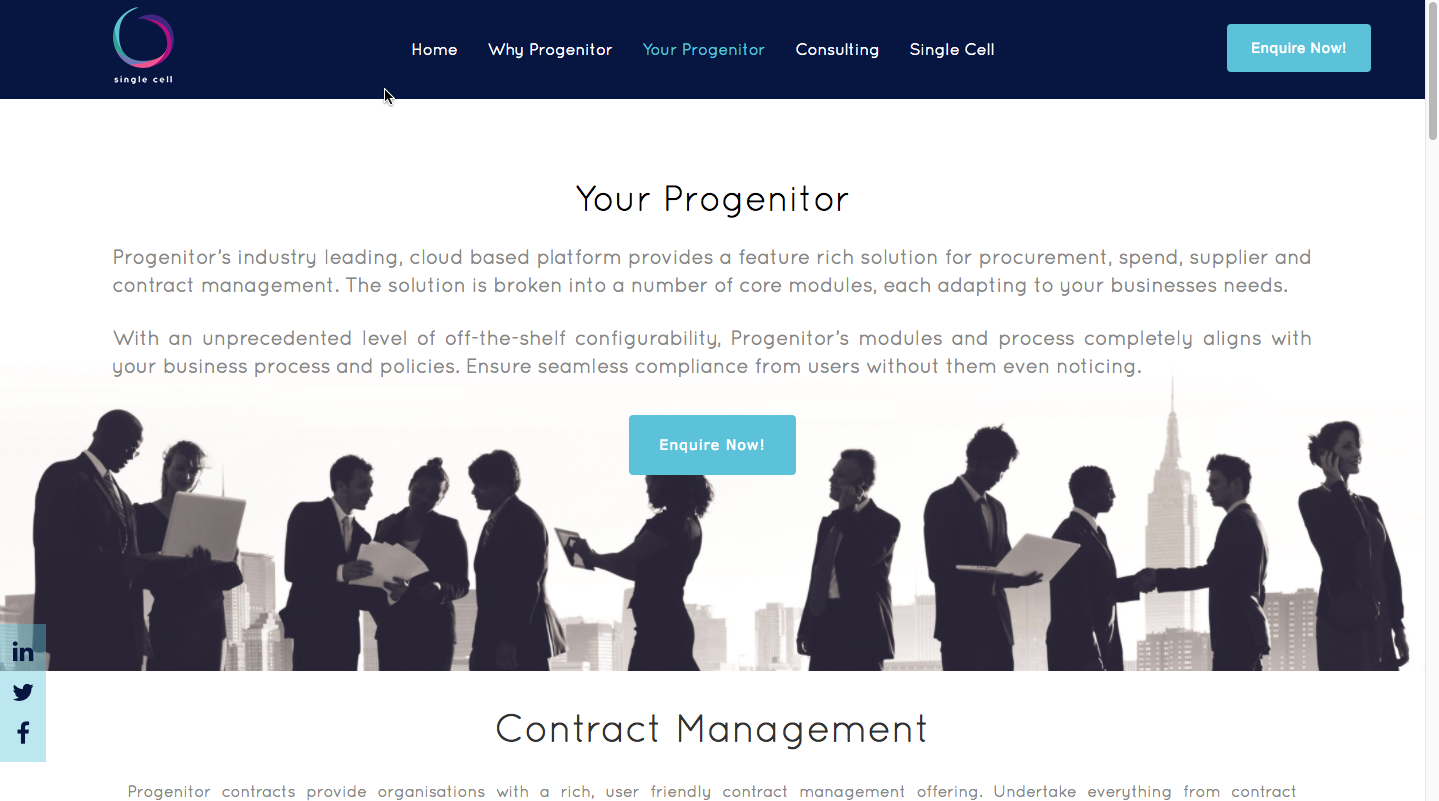 single cell
Home
Why Progenitor
Your Progenitor
Consulting
Single Cell
Enquire Now!
Your Progenitor
Progenitor's industry leading, cloud based platform provides a feature rich solution for procurement, spend, supplier and
contract management. The solution is broken into a number of core modules, each adapting to your businesses needs.
With an unprecedented level of off-the-shelf configurability, Progenitor's modules and process completely aligns with
your business process and policies. Ensure seamless compliance from users without them even noticing.
Enquire Now!
Contract Management
Progenitor contracts provide organisations with a rich, user friendly contract management offering. Undertake everything from contract